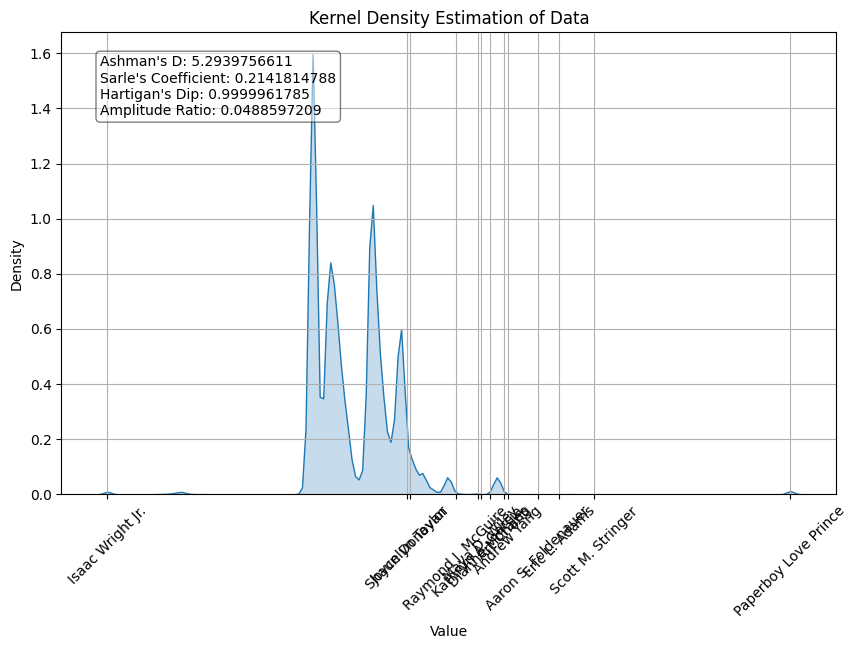 Kernel Density Estimation of Data
Ashman's D: 5.2939756611
Sarle's Coefficient: 0.2141814788
Hartigan's Dip: 0.9999961785
Amplitude Ratio: 0.0488597209
Density
1.6
1.4
1.2
1.0
0.8
0.6
0.4
0.2
0.0
Isaac Wright Jr.
Joycelyn Taylor
Raymond J. McGuire
Andrew Yang
Aaron S. Foldenauer
Eric L. Adams
Scott M. Stringer
Paperboy Love Prince
Value